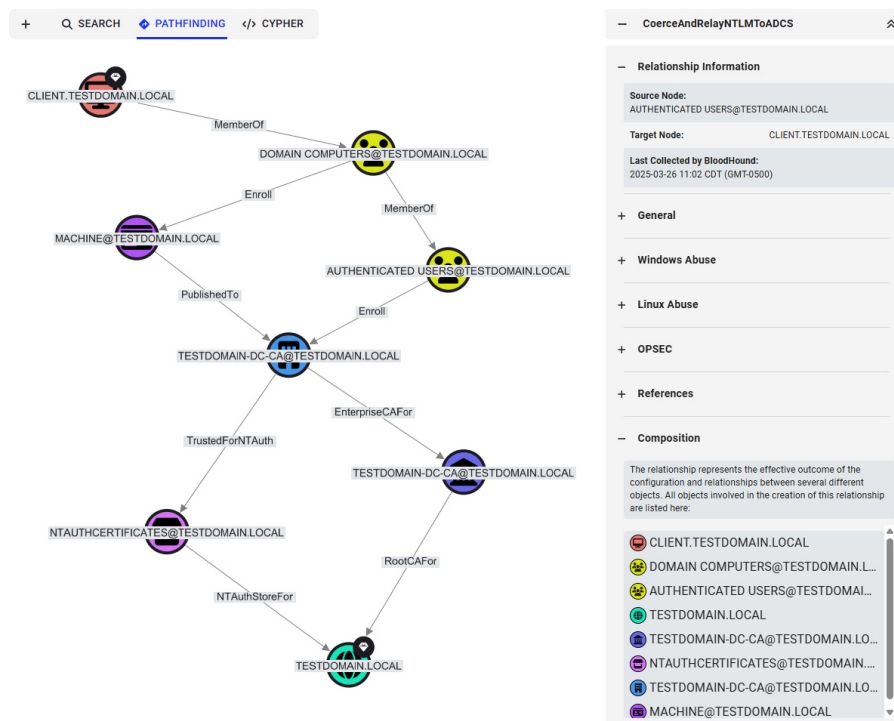 + SEARCH PATHFINDING </> CYPHER
CLIENT.TESTDOMAIN.LOCAL
MemberOf
DOMAIN COMPUTERS@TESTDOMAIN.LOCAL
Enroll
MemberOf
MACHINE@TESTDOMAIN.LOCAL
AUTHENTICATED USERS@TESTDOMAIN.LOCAL
PublishedTo
Enroll
TESTDOMAIN-DC-CA@TESTDOMAIN.LOCAL
EnterpriseCAFor
TrustedForNTAuth
TESTDOMAIN-DC-CA@TESTDOMAIN.LOCAL
NTAUTHCERTIFICATES@TESTDOMAIN.LOCAL
RootCAFor
NTAuthStoreFor
TESTDOMAIN.LOCAL
− CoerceAndRelayNTLMToADCS
− Relationship Information
Source Node:
AUTHENTICATED USERS@TESTDOMAIN.LOCAL
Target Node: CLIENT.TESTDOMAIN.LOCAL
Last Collected by BloodHound:
2025-03-26 11:02 CDT (GMT-0500)
+ General
+ Windows Abuse
+ Linux Abuse
+ OPSEC
+ References
− Composition
The relationship represents the effective outcome of the
configuration and relationships between several different
objects. All objects involved in the creation of this relationship
are listed here:
CLIENT.TESTDOMAIN.LOCAL
DOMAIN COMPUTERS@TESTDOMAIN.L...
AUTHENTICATED USERS@TESTDOMAI...
TESTDOMAIN.LOCAL
TESTDOMAIN-DC-CA@TESTDOMAIN.LO...
NTAUTHCERTIFICATES@TESTDOMAIN....
TESTDOMAIN-DC-CA@TESTDOMAIN.LO...
MACHINE@TESTDOMAIN.LOCAL